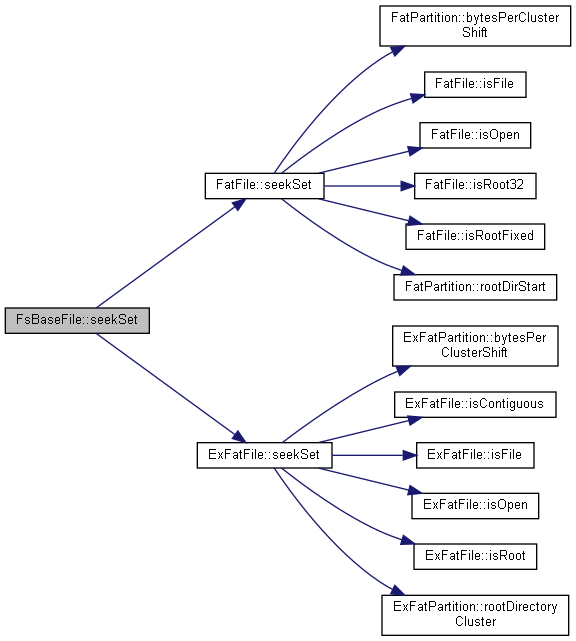 FatPartition::bytesPerCluster
Shift
FatFile::isFile
FatFile::isOpen
FatFile::seekSet
FatFile::isRoot32
FatFile::isRootFixed
FatPartition::rootDirStart
FsBaseFile::seekSet
ExFatPartition::bytesPer
ClusterShift
ExFatFile::isContiguous
ExFatFile::seekSet
ExFatFile::isFile
ExFatFile::isOpen
ExFatFile::isRoot
ExFatPartition::rootDirectory
Cluster